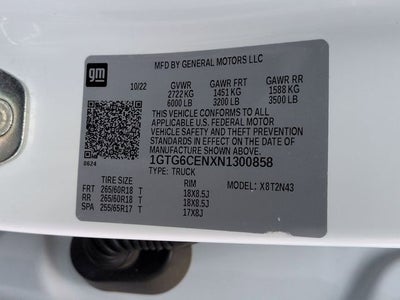 MFD BY GENERAL MOTORS LLC
gm
10/22 GVWR GAWR FRT GAWR RR
2722 KG 1451 KG 1588 KG
6000 LB 3200 LB 3500 LB
THIS VEHICLE CONFORMS TO ALL
APPLICABLE U.S. FEDERAL MOTOR
VEHICLE SAFETY AND THEFT PREVENTION
STANDARDS IN EFFECT ON THE DATE OF
MANUFACTURE SHOWN ABOVE.
0624
1GTG6CENXN1300858
TYPE: TRUCK
TIRE SIZE RIM MODEL: X8T2N43
FRT 265/60R18 T 18X8.5J
RR 265/60R18 T 18X8.5J
SPA 255/65R17 T 17X8J